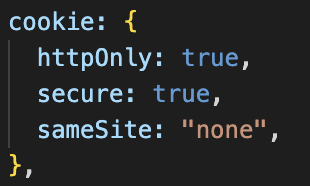 cookie: {
  httpOnly: true,
  secure: true,
  sameSite: "none",
},